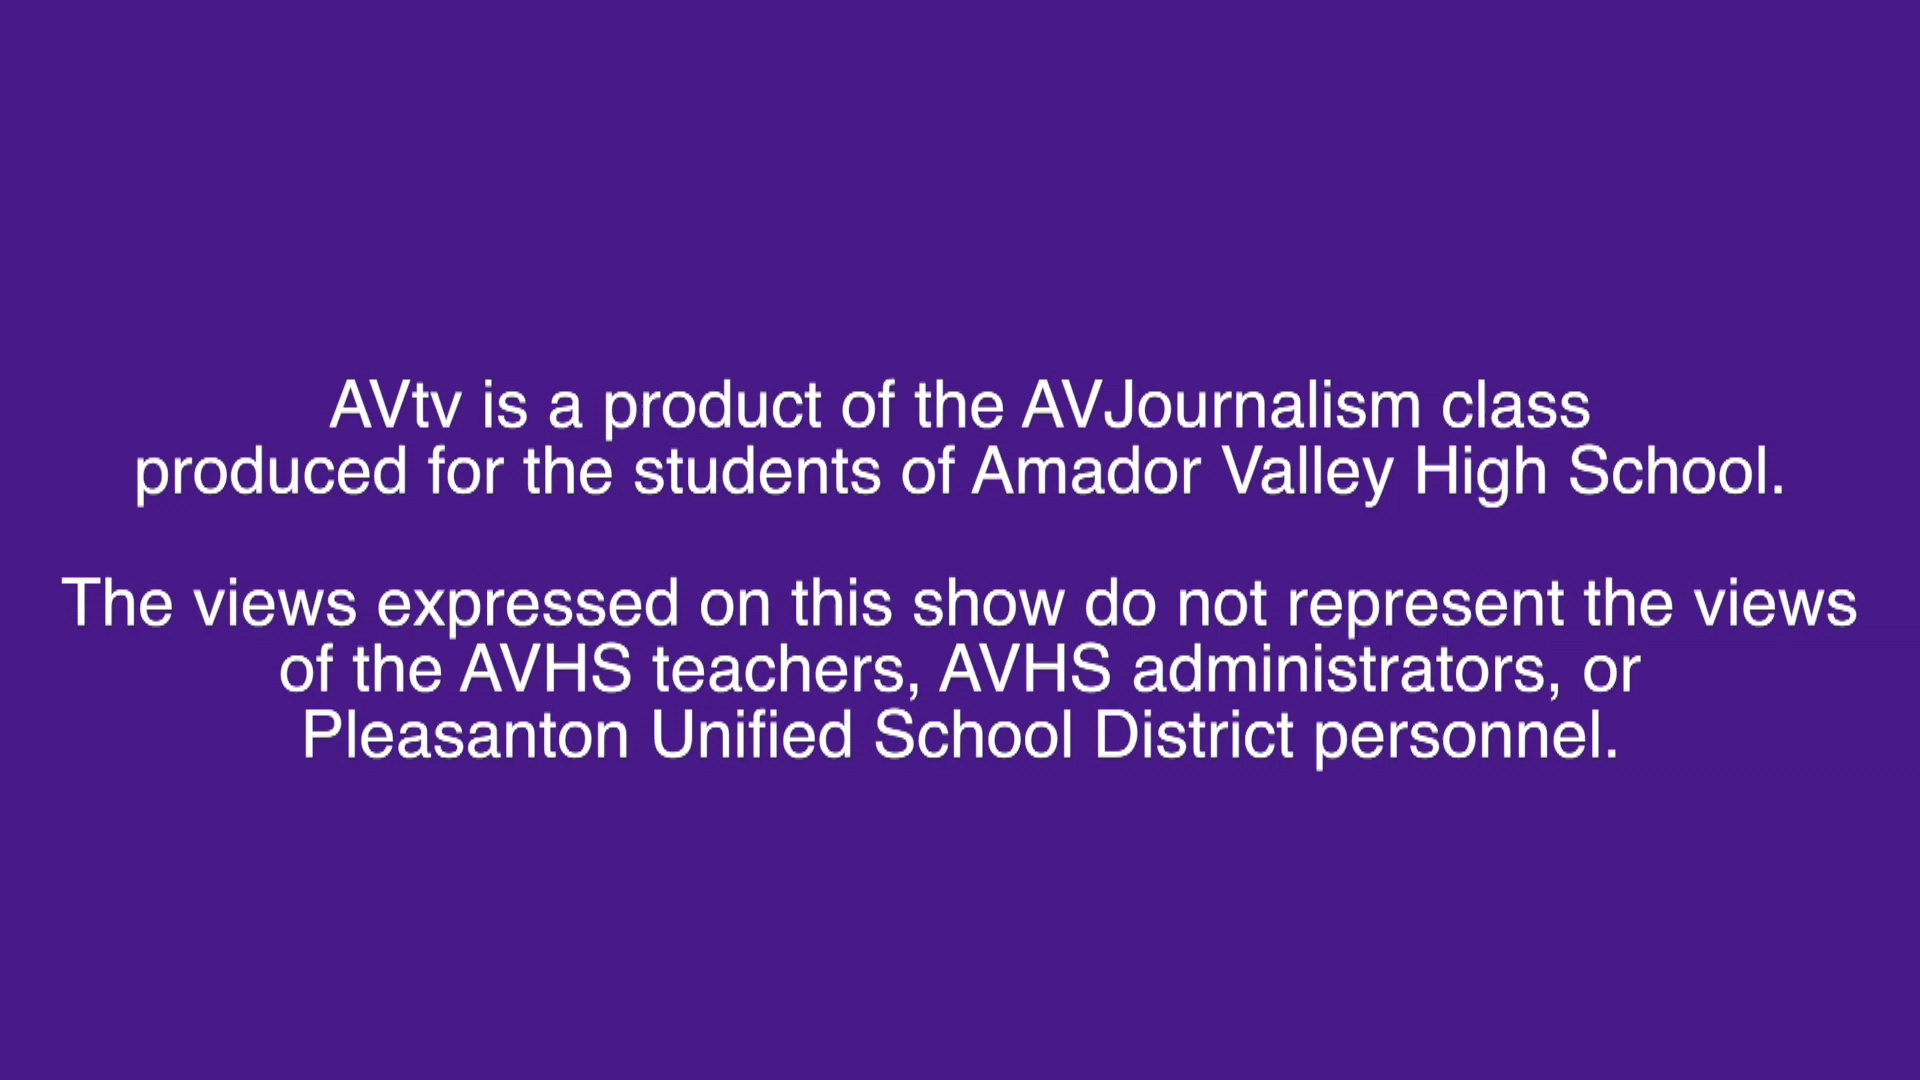 AVtv is a product of the AVJournalism class
produced for the students of Amador Valley High School.
The views expressed on this show do not represent the views
of the AVHS teachers, AVHS administrators, or
Pleasanton Unified School District personnel.